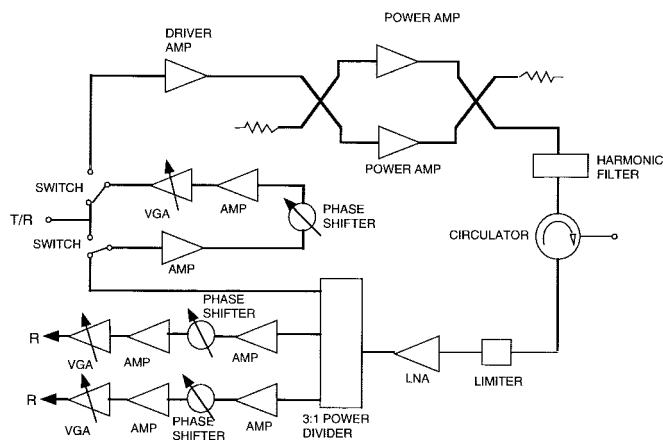 DRIVER
AMP
POWER AMP
POWER AMP
HARMONIC
FILTER
SWITCH
VGA
AMP
PHASE
SHIFTER
T/R
SWITCH
AMP
CIRCULATOR
PHASE
SHIFTER
R
VGA
AMP
AMP
LNA
LIMITER
R
VGA
AMP
PHASE
SHIFTER
AMP
3:1 POWER
DIVIDER